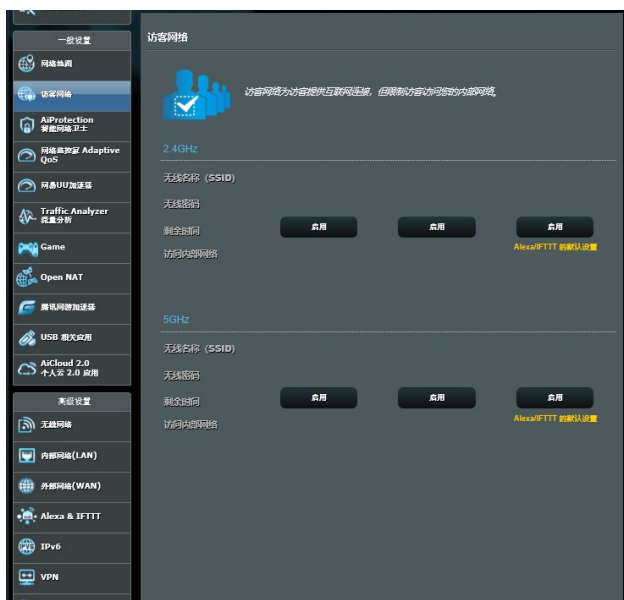 一般设置
网络地图
访客网络
AiProtection
智能网络卫士
网络监控家 Adaptive
QoS
网易UU加速器
Traffic Analyzer
流量分析
Game
Open NAT
腾讯网游加速器
USB 相关应用
AiCloud 2.0
个人云 2.0 应用
高级设置
无线网络
内部网络(LAN)
外部网络(WAN)
Alexa & IFTTT
IPv6
VPN
访客网络
访客网络为访客提供互联网连接，但限制访客访问您的内部网络。
2.4GHz
无线名称 (SSID)
无线密码
剩余时间
启用 启用 启用
访问内部网络
Alexa/IFTTT 的默认设置
5GHz
无线名称 (SSID)
无线密码
剩余时间
启用 启用 启用
访问内部网络
Alexa/IFTTT 的默认设置